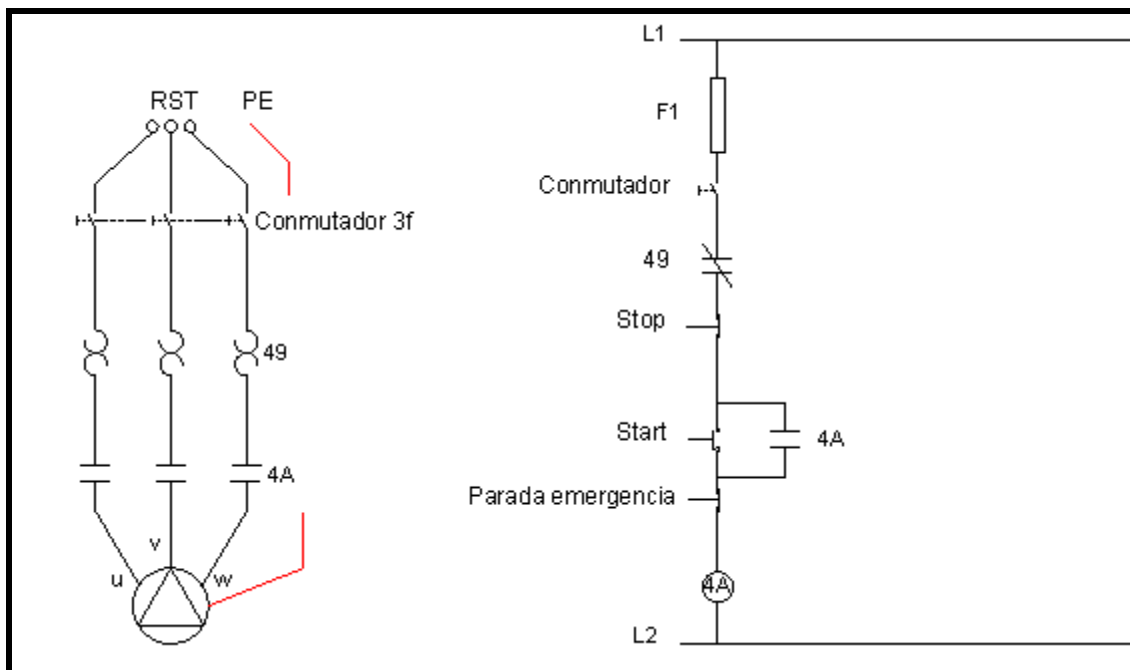 RST PE
Conmutador 3f
49
4A
v
u w
L1
F1
Conmutador
49
Stop
Start
4A
Parada emergencia
4A
L2